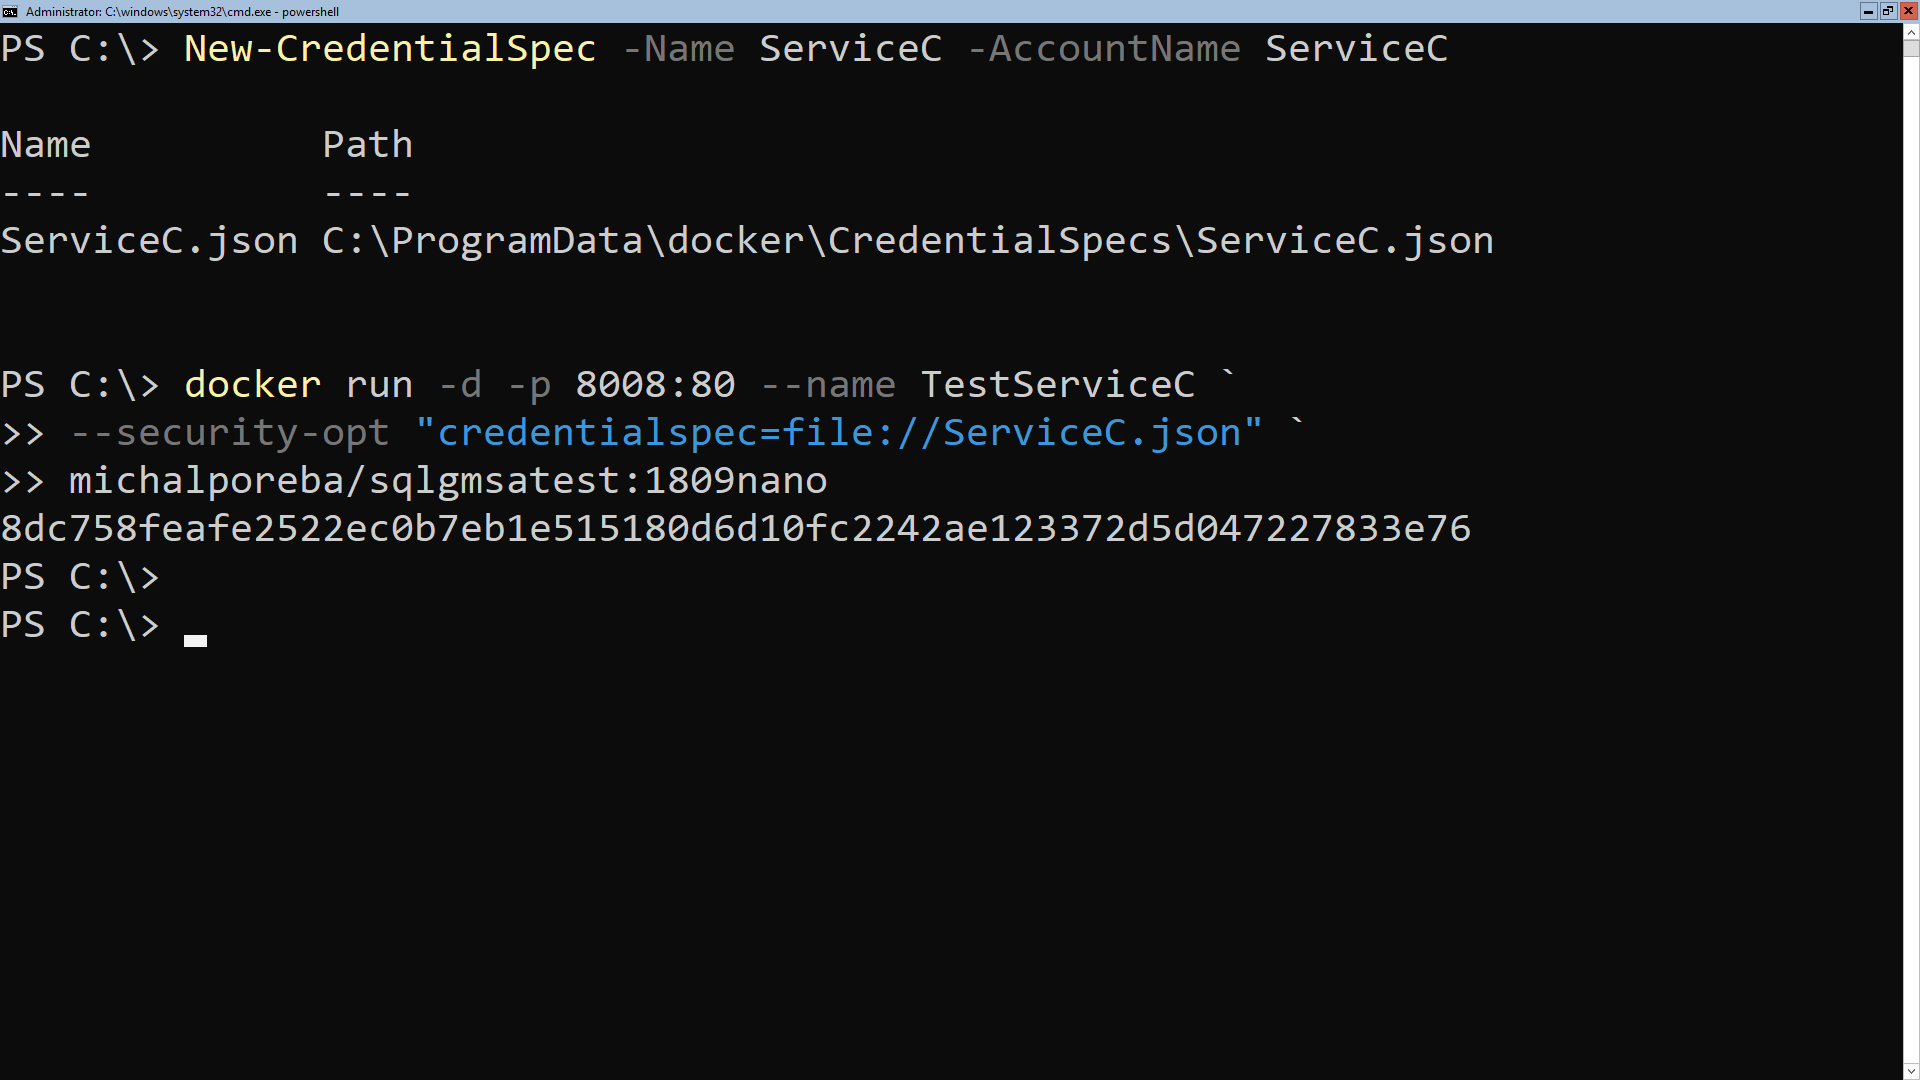 Administrator: C:\windows\system32\cmd.exe - powershell
PS C:\> New-CredentialSpec -Name ServiceC -AccountName ServiceC
Name          Path
----          ----
ServiceC.json C:\ProgramData\docker\CredentialSpecs\ServiceC.json
PS C:\> docker run -d -p 8008:80 --name TestServiceC `
>> --security-opt "credentialspec=file://ServiceC.json" `
>> michalporeba/sqlgmsatest:1809nano
8dc758feafe2522ec0b7eb1e515180d6d10fc2242ae123372d5d047227833e76
PS C:\>
PS C:\>